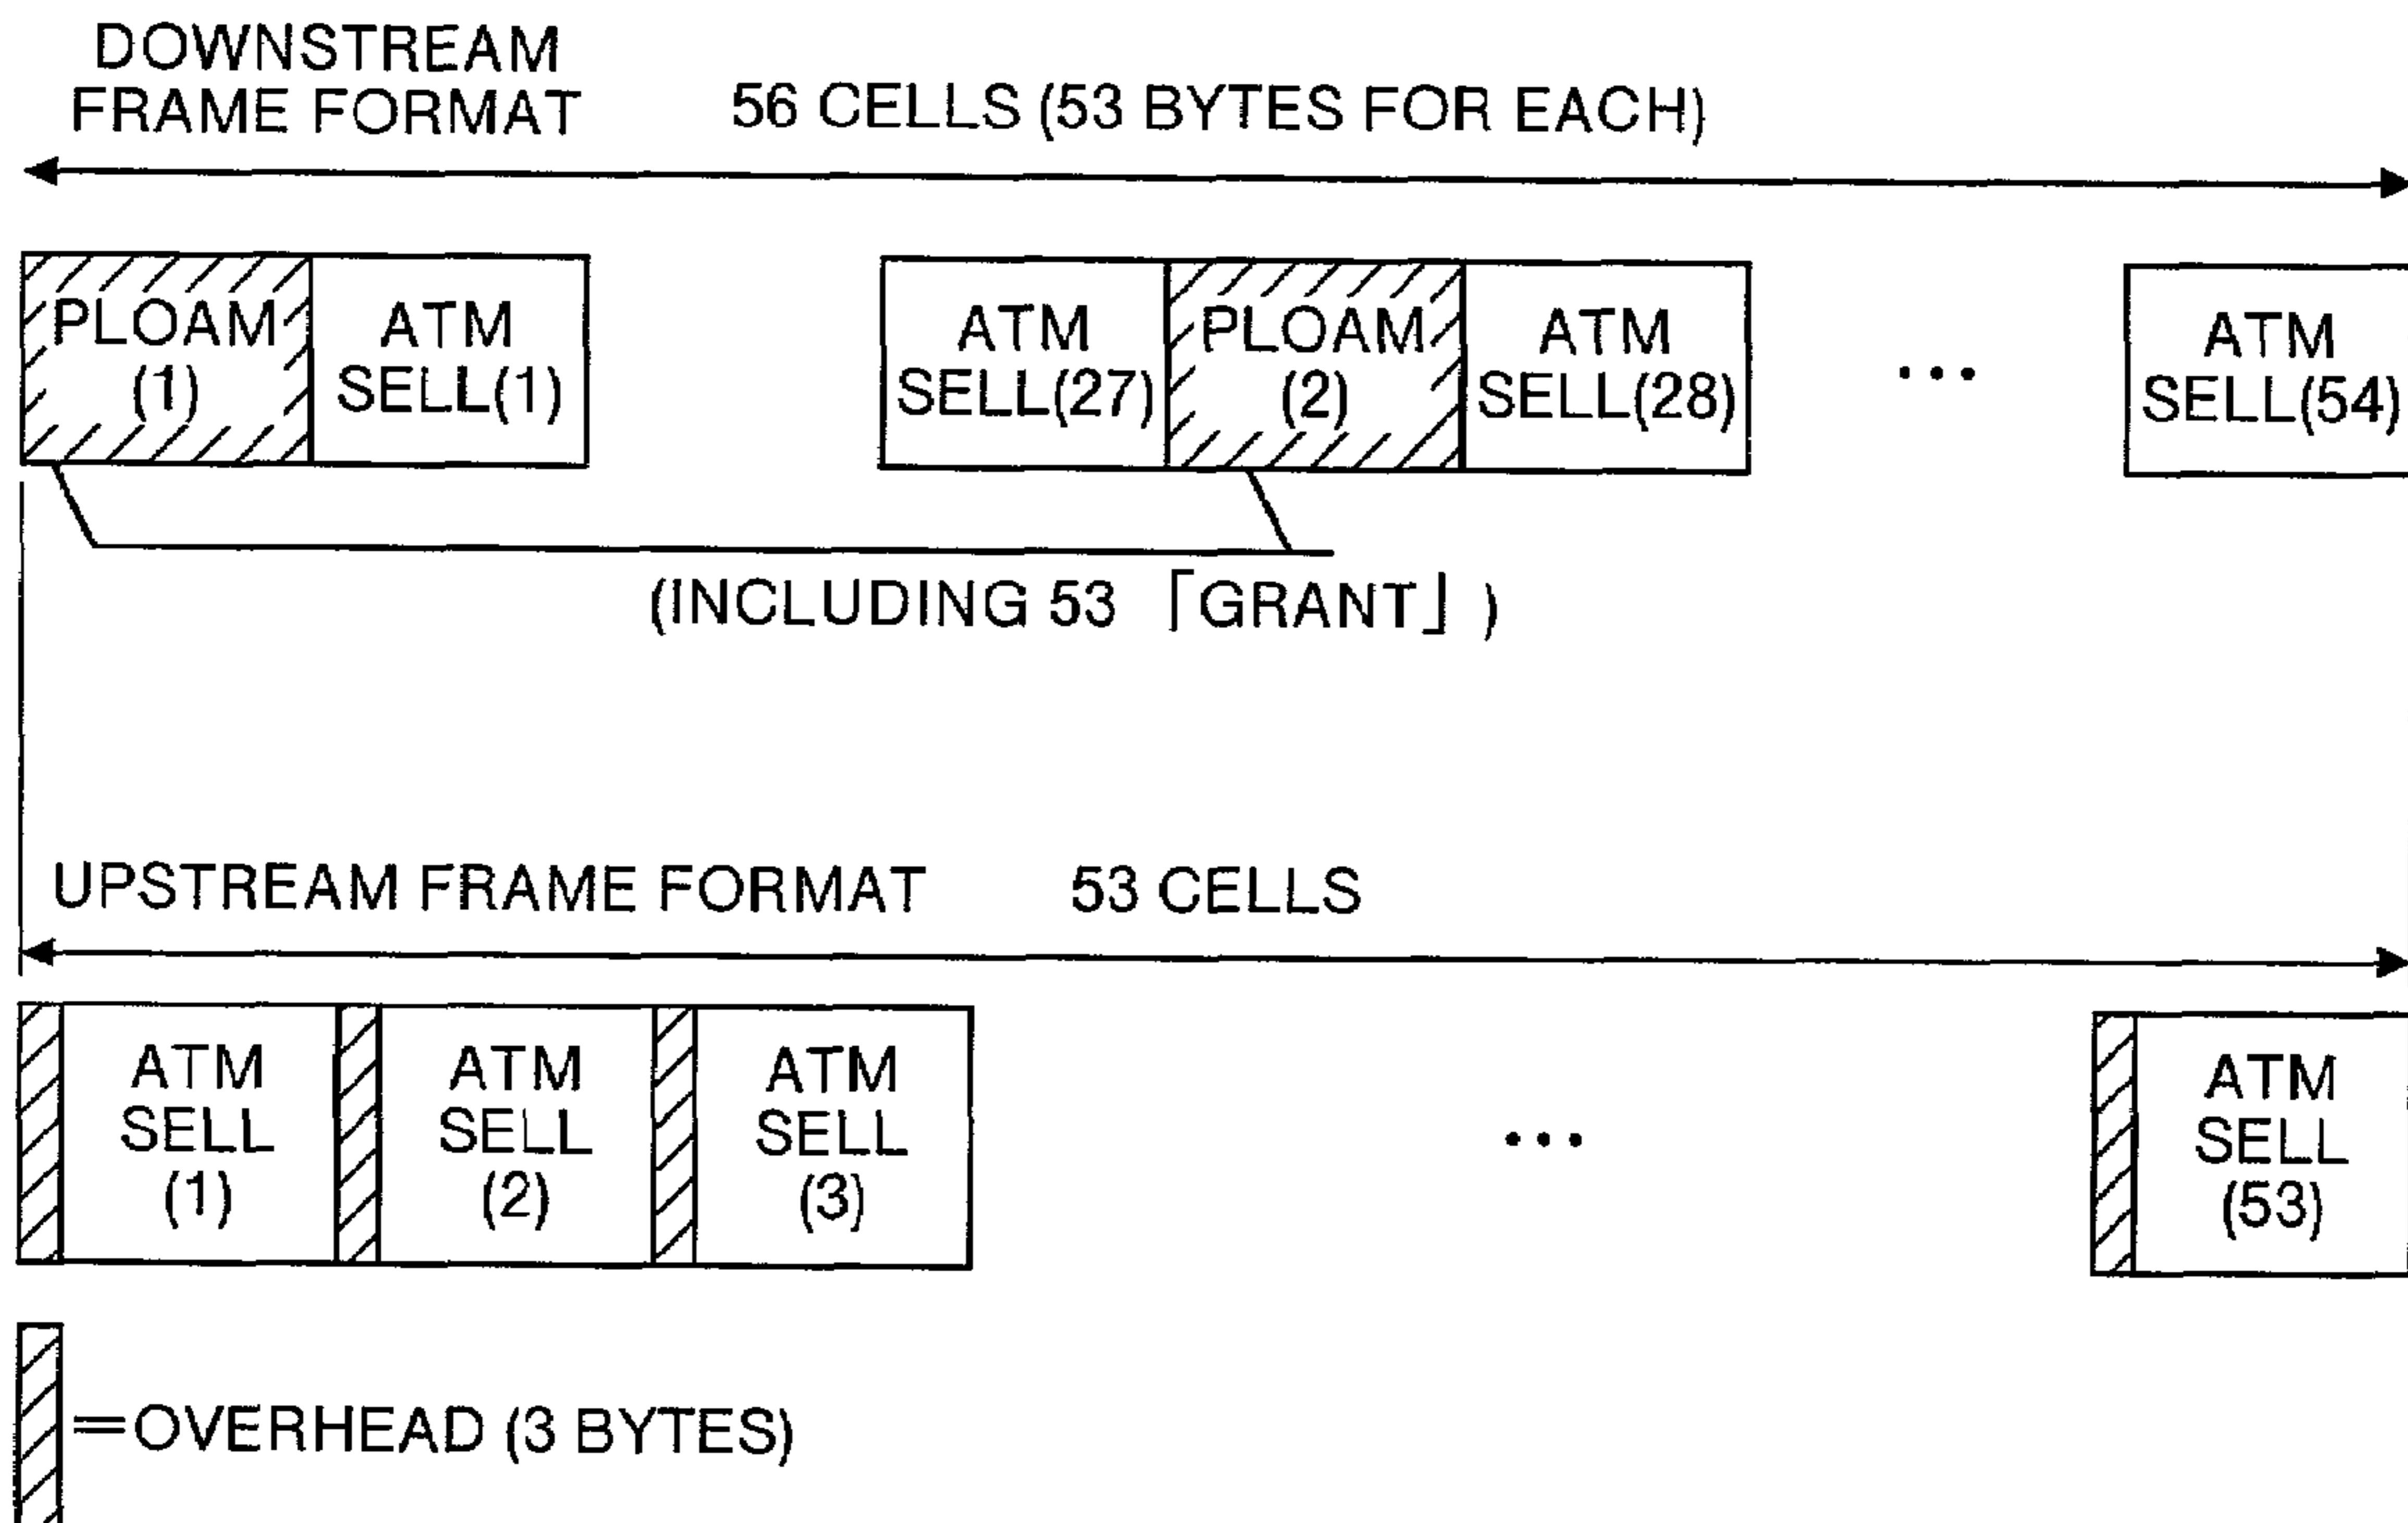 DOWNSTREAM
FRAME FORMAT
56 CELLS (53 BYTES FOR EACH)
PLOAM
(1)
ATM
SELL(1)
ATM
SELL(27)
PLOAM
(2)
ATM
SELL(28)
...
ATM
SELL(54)
(INCLUDING 53 「GRANT」 )
UPSTREAM FRAME FORMAT
53 CELLS
ATM
SELL
(1)
ATM
SELL
(2)
ATM
SELL
(3)
...
ATM
SELL
(53)
=OVERHEAD (3 BYTES)